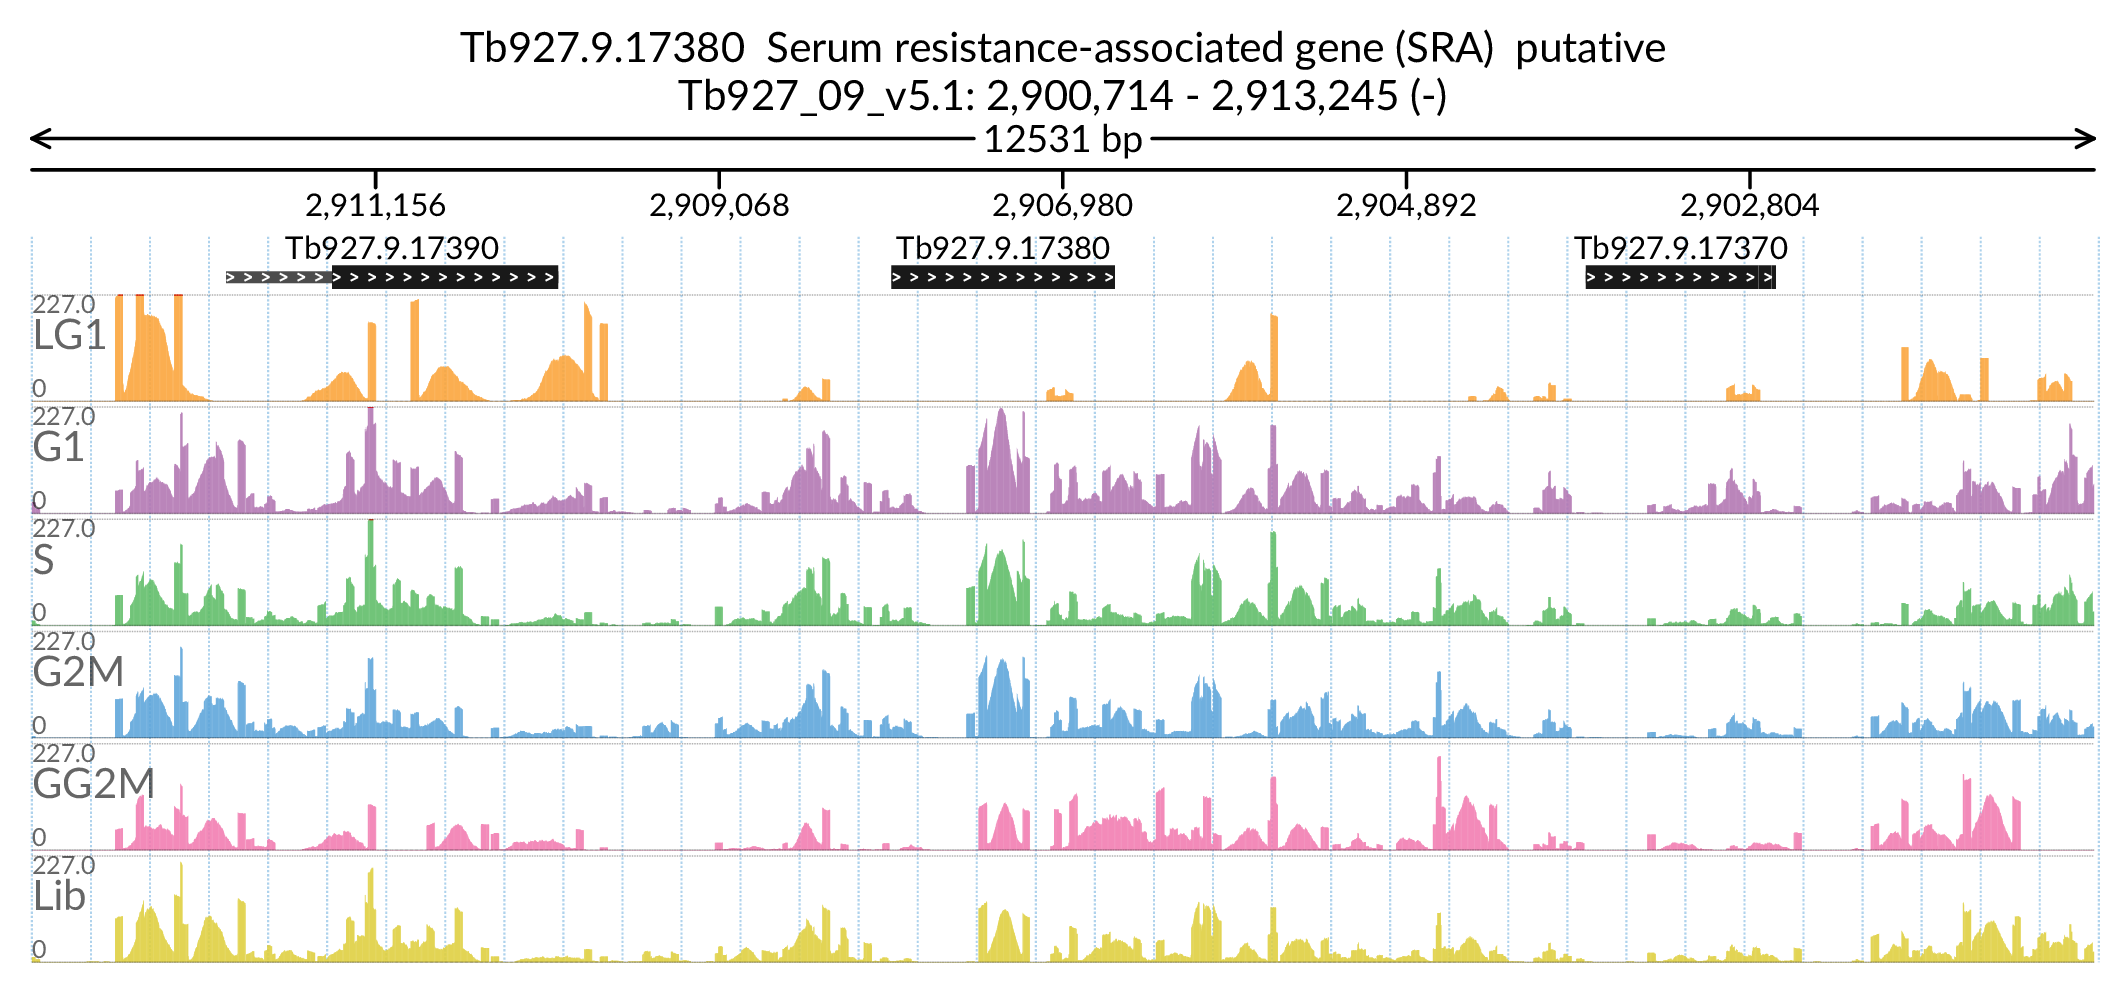 Tb927.9.17380 Serum resistance-associated gene (SRA) putative
Tb927_09_v5.1: 2,900,714 - 2,913,245 (-)
12531 bp
2,911,156 2,909,068 2,906,980 2,904,892 2,902,804
Tb927.9.17390 Tb927.9.17380 Tb927.9.17370
227.0
LG1
0
227.0
G1
0
227.0
S
0
227.0
G2M
0
227.0
GG2M
0
227.0
Lib
0